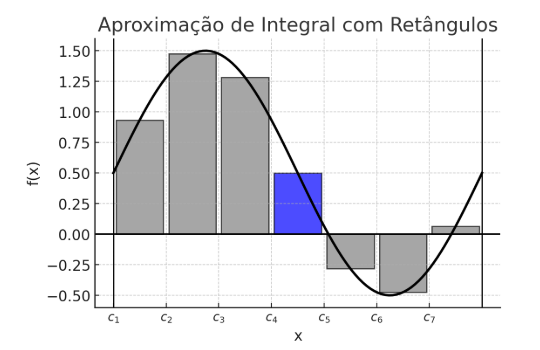 Aproximação de Integral com Retângulos
f(x)
1.50
1.25
1.00
0.75
0.50
0.25
0.00
−0.25
−0.50
c₁ c₂ c₃ c₄ c₅ c₆ c₇
x